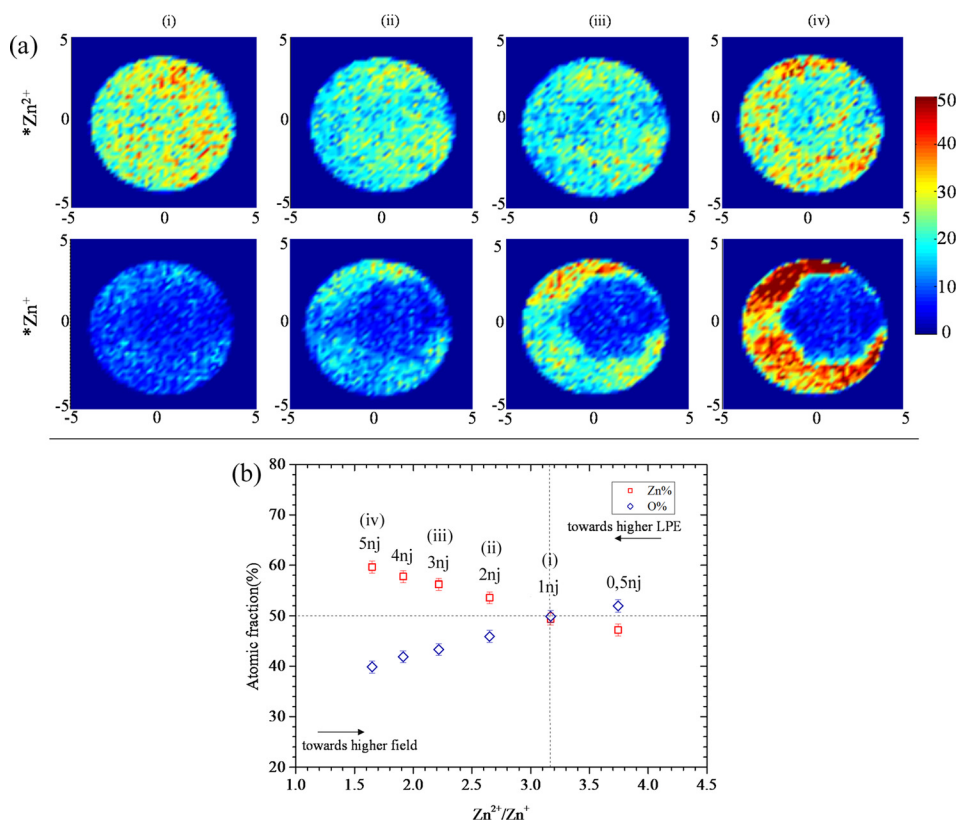 (i) (ii) (iii) (iv)
(a)
5 5 5 5
*Zn2+
0 0 0 0
-5 -5 -5 -5
-5 0 5 -5 0 5 -5 0 5 -5 0 5
50
40
30
20
10
0
5 5 5 5
*Zn+
0 0 0 0
-5 -5 -5 -5
-5 0 5 -5 0 5 -5 0 5 -5 0 5
(b)
80
70
60
50
40
30
20
Atomic fraction(%)
Zn%
O%
towards higher LPE
(iv)
5nj
4nj
(iii)
3nj
(ii)
2nj
(i)
1nj
0,5nj
towards higher field
1.0 1.5 2.0 2.5 3.0 3.5 4.0 4.5
Zn2+/Zn+